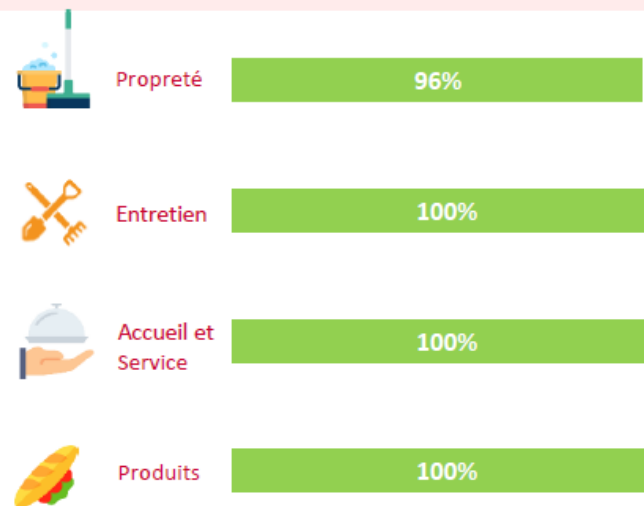 Propreté
96%
Entretien
100%
Accueil et
Service
100%
Produits
100%